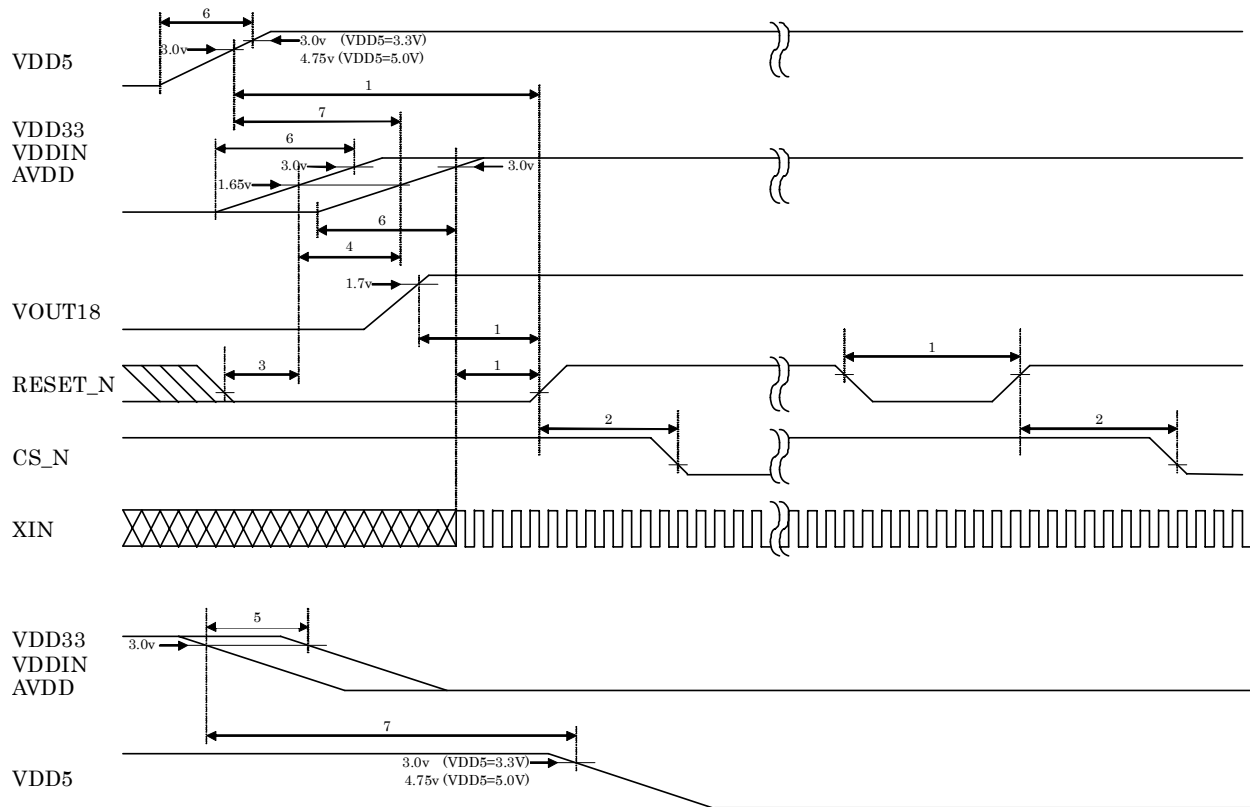 6
3.0v
3.0v (VDD5=3.3V)
4.75v (VDD5=5.0V)
VDD5
1
7
VDD33
VDDIN
AVDD
6
3.0v
3.0v
1.65v
6
4
1.7v
VOUT18
1
3
1
1
RESET_N
2
2
CS_N
XIN
5
VDD33
3.0v
VDDIN
AVDD
7
3.0v (VDD5=3.3V)
4.75v (VDD5=5.0V)
VDD5